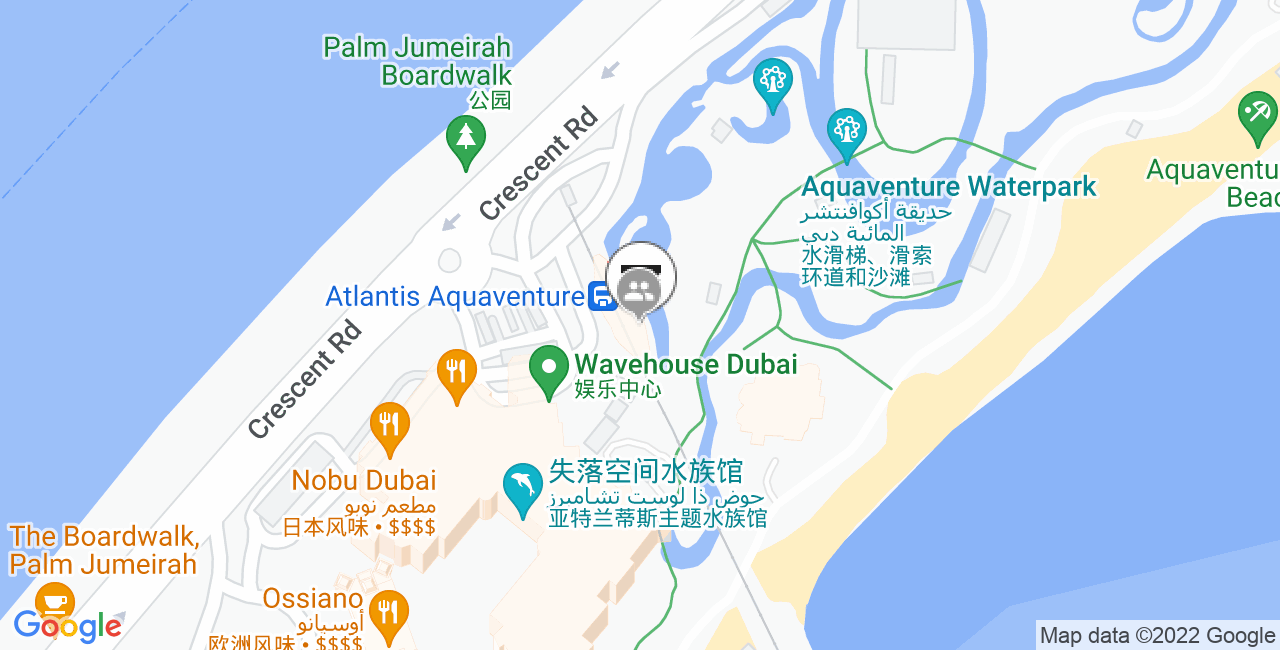 Palm Jumeirah
Boardwalk
公园
Crescent Rd
Aquaventure Waterpark
حديقة أكوافنتشر
المائية دبي
水滑梯、滑索
环道和沙滩
Aquaventu
Beac
Atlantis Aquaventure
Crescent Rd
Wavehouse Dubai
娱乐中心
Nobu Dubai
مطعم نوبو
日本风味 • $$$$
失落空间水族馆
حوض ذا لوست تشامبرز
亚特兰蒂斯主题水族馆
The Boardwalk,
Palm Jumeirah
Ossiano
أوسيانو
欧洲风味 • $$$$
Google
Map data ©2022 Google